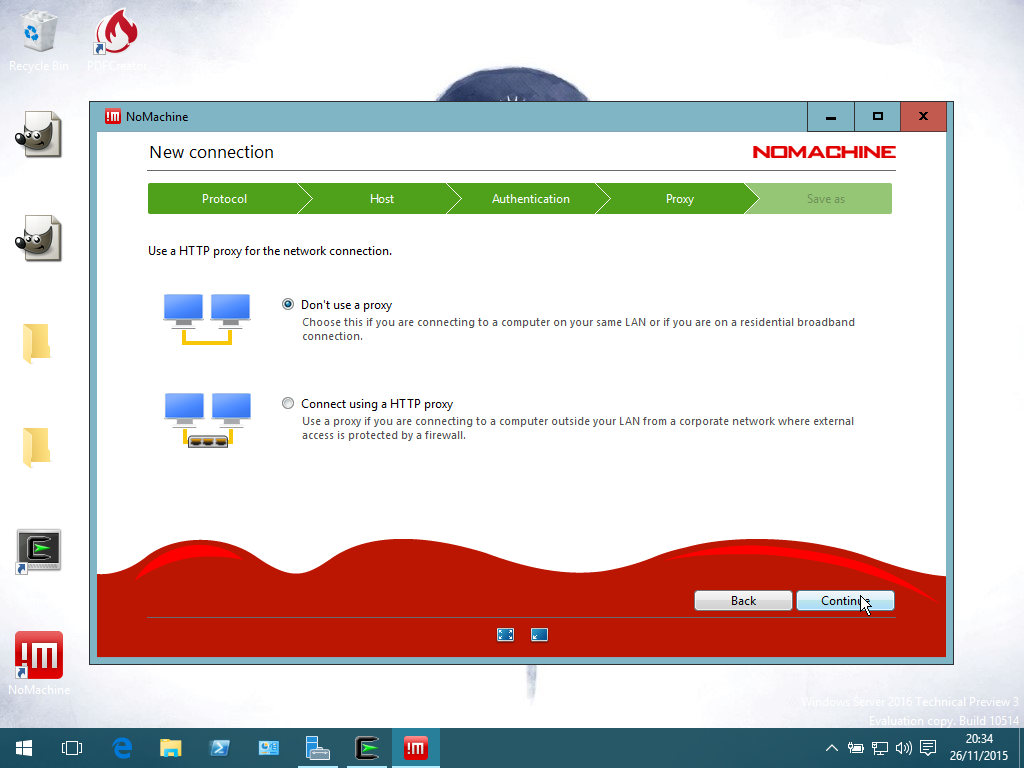 Recycle Bin
PDFCreator
!M NoMachine
New connection
NOMACHINE
Protocol
Host
Authentication
Proxy
Save as
Use a HTTP proxy for the network connection.
Don't use a proxy
Choose this if you are connecting to a computer on your same LAN or if you are on a residential broadband
connection.
Connect using a HTTP proxy
Use a proxy if you are connecting to a computer outside your LAN from a corporate network where external
access is protected by a firewall.
Back
Continue
!M
NoMachine
Windows Server 2016 Technical Preview 3
Evaluation copy. Build 10514
!M
20:34
26/11/2015